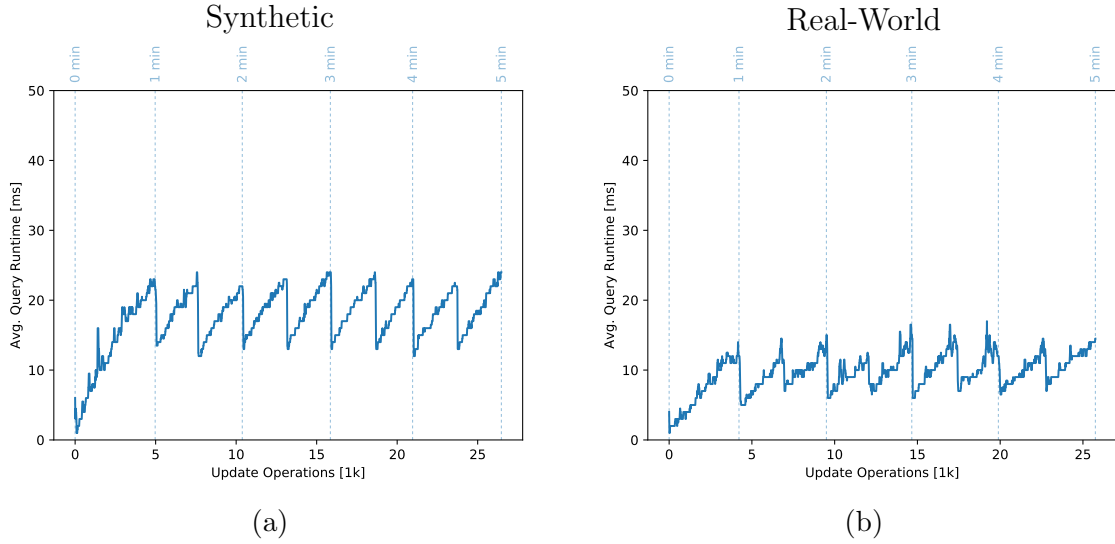 Synthetic
0 min
1 min
2 min
3 min
4 min
5 min
50
40
30
20
10
0
Avg. Query Runtime [ms]
0
5
10
15
20
25
Update Operations [1k]
(a)
Real-World
0 min
1 min
2 min
3 min
4 min
5 min
50
40
30
20
10
0
Avg. Query Runtime [ms]
0
5
10
15
20
25
Update Operations [1k]
(b)